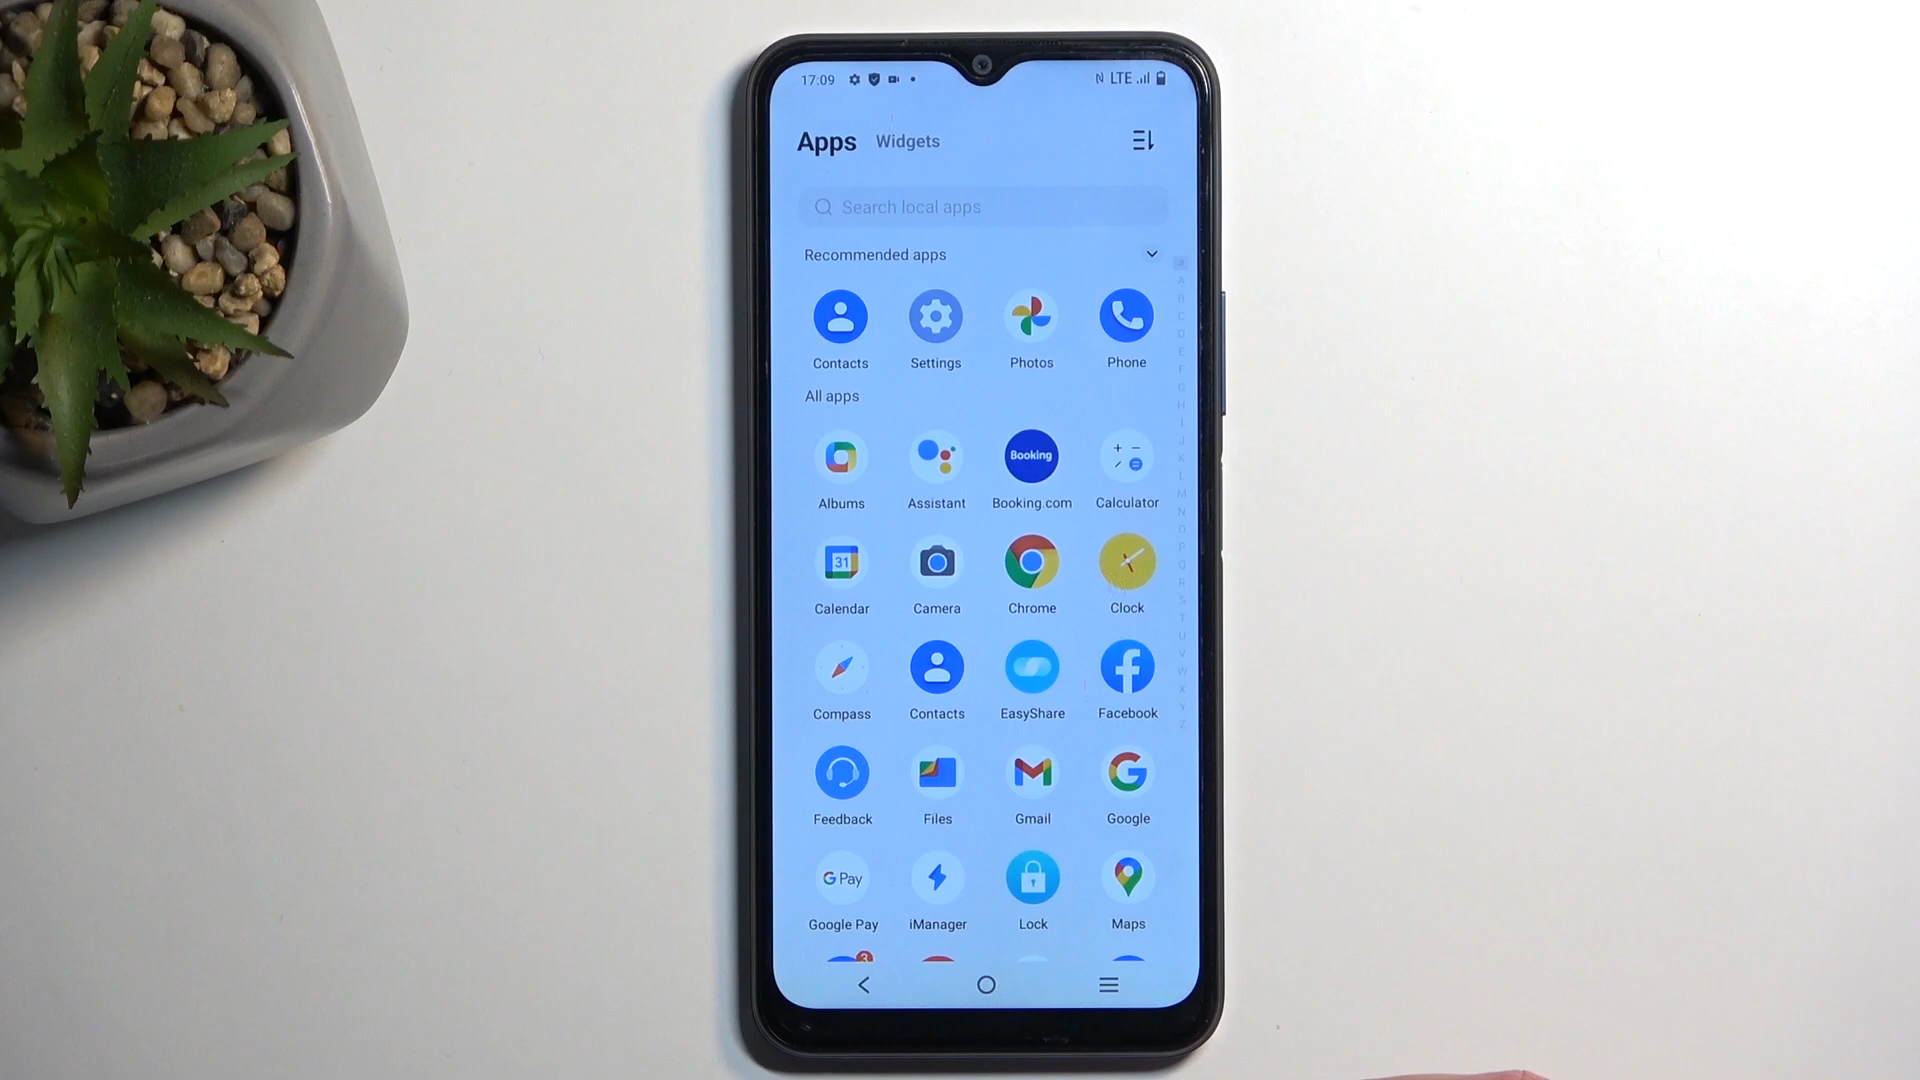 17:09 LTE
Apps Widgets
Search local apps
Recommended apps
#
A
B
C
D
E
F
G
H
I
J
K
L
M
N
O
P
Q
R
S
T
U
V
W
X
Y
Z
Contacts Settings Photos Phone
All apps
Booking
Albums Assistant Booking.com Calculator
31
Calendar Camera Chrome Clock
Compass Contacts EasyShare Facebook
Feedback Files Gmail Google
G Pay
Google Pay iManager Lock Maps
3